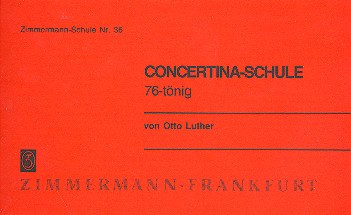 Zimmermann-Schule Nr. 36
CONCERTINA-SCHULE
76-tönig
von Otto Luther
ZIMMERMANN-FRANKFURT